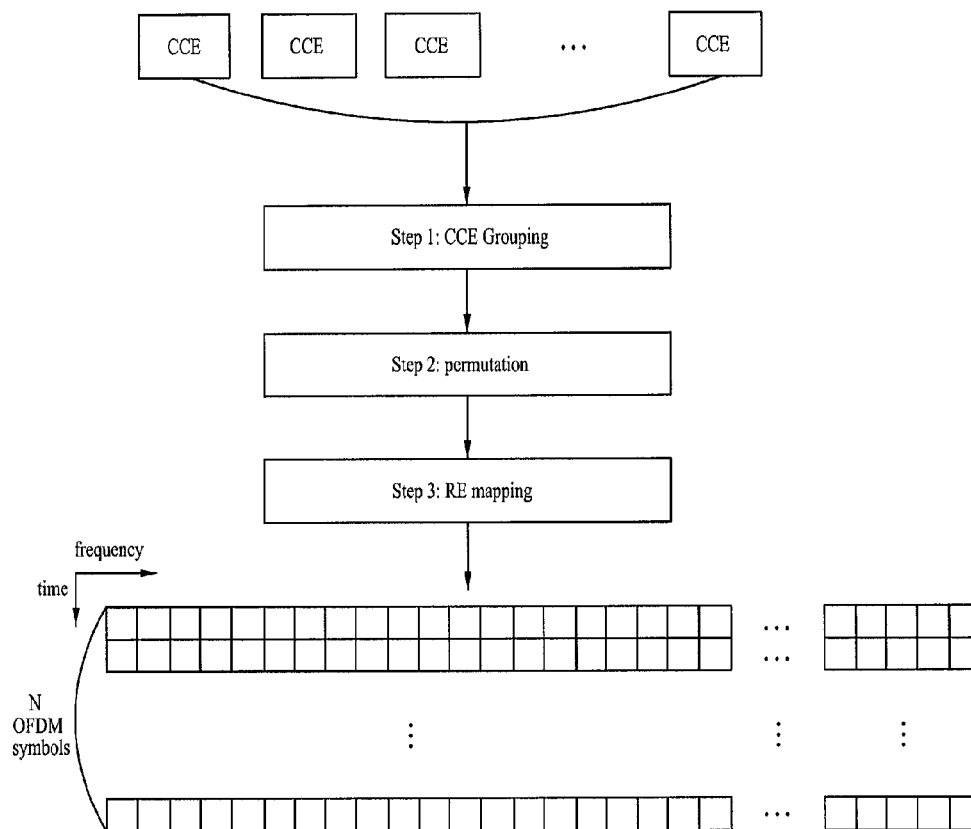 CCE CCE CCE ... CCE
Step 1: CCE Grouping
Step 2: permutation
Step 3: RE mapping
frequency
time
...
...
N
OFDM
symbols
...